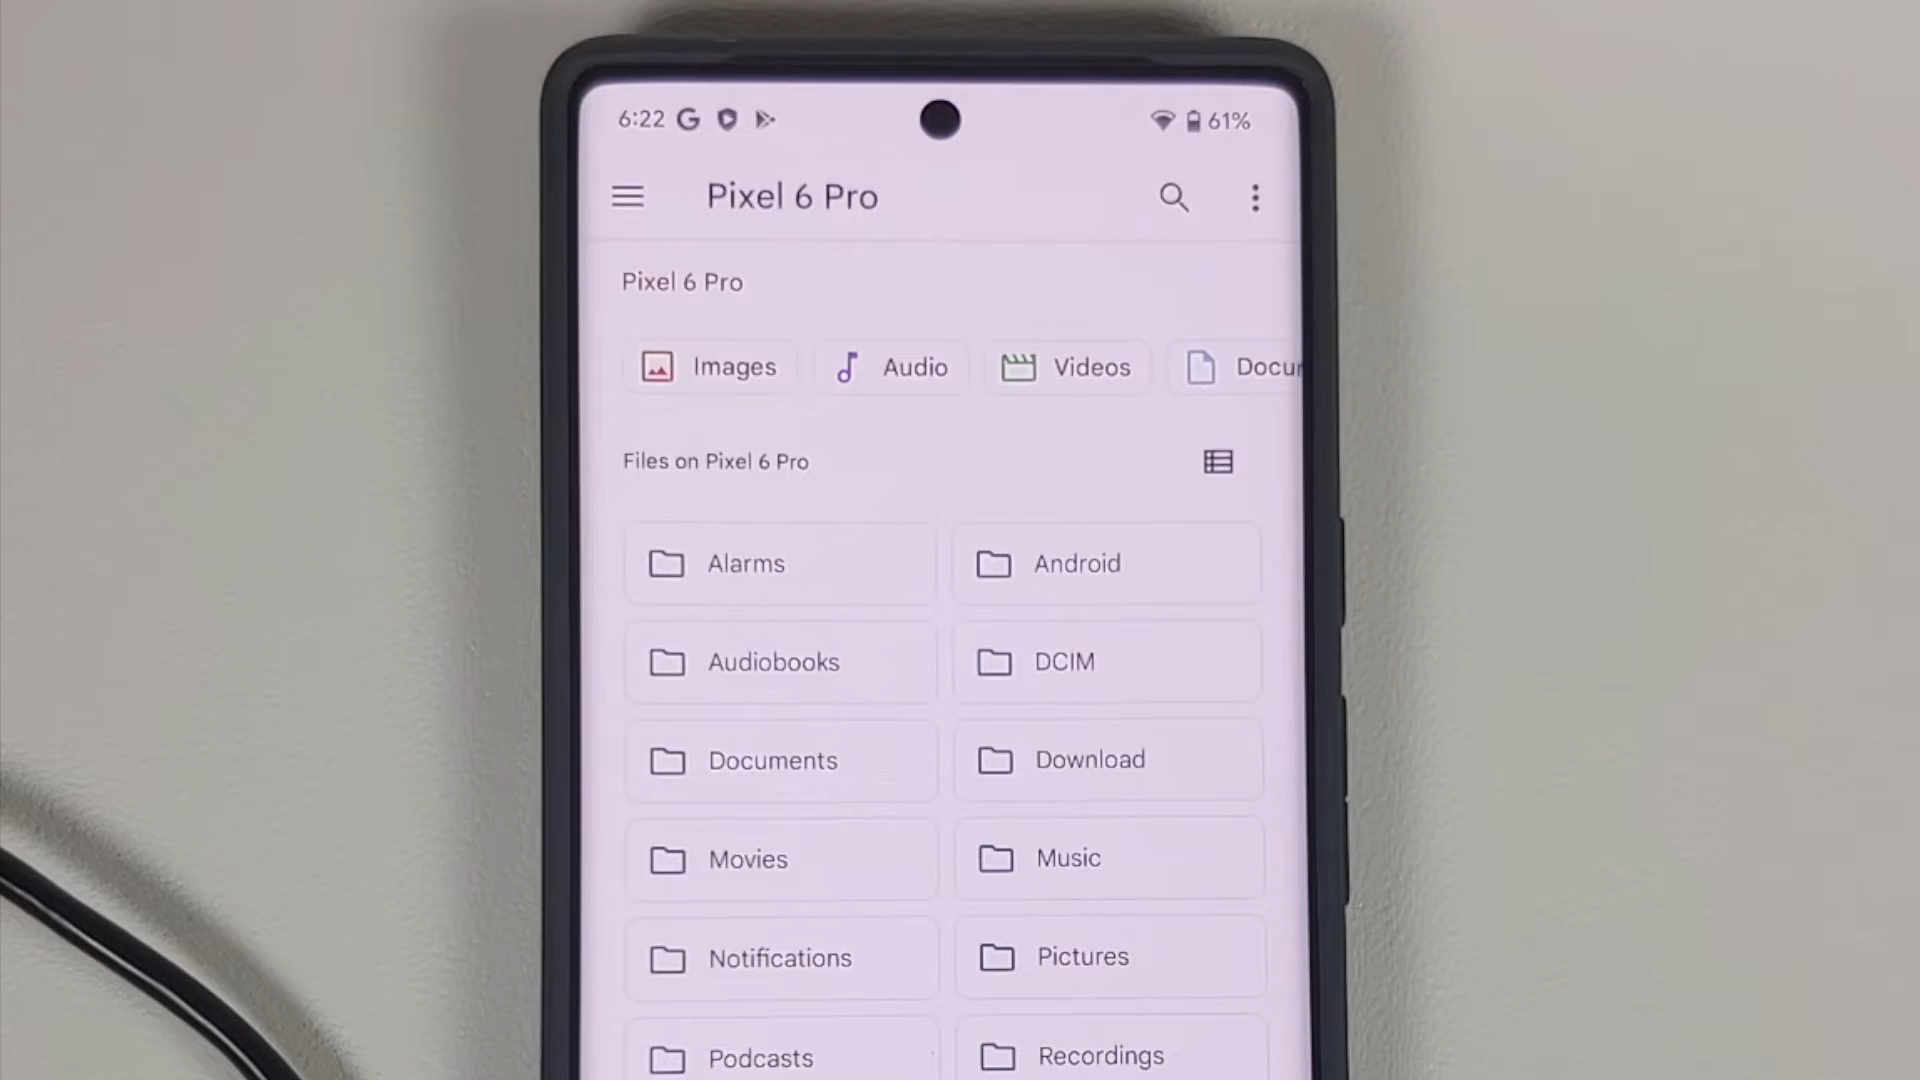 6:22 G 61%
Pixel 6 Pro
Pixel 6 Pro
Images Audio Videos Docum
Files on Pixel 6 Pro
Alarms Android
Audiobooks DCIM
Documents Download
Movies Music
Notifications Pictures
Podcasts Recordings